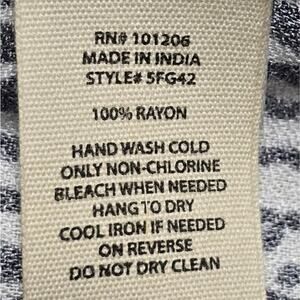 RN# 101206
MADE IN INDIA
STYLE# 5FG42
100% RAYON
HAND WASH COLD
ONLY NON-CHLORINE
BLEACH WHEN NEEDED
HANG TO DRY
COOL IRON IF NEEDED
ON REVERSE
DO NOT DRY CLEAN